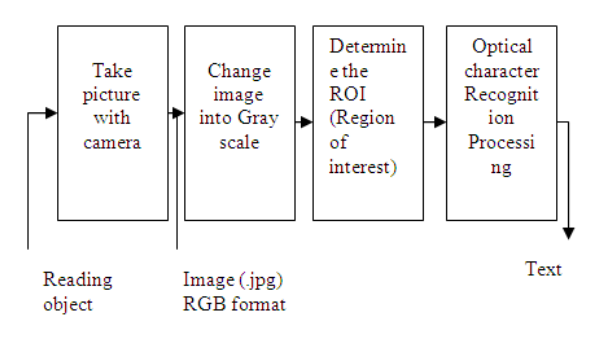 Take
picture
with
camera
Change
image
into Gray
scale
Determin
e the
ROI
(Region
of
interest)
Optical
character
Recognit
ion
Processi
ng
Reading
object
Image (.jpg)
RGB format
Text